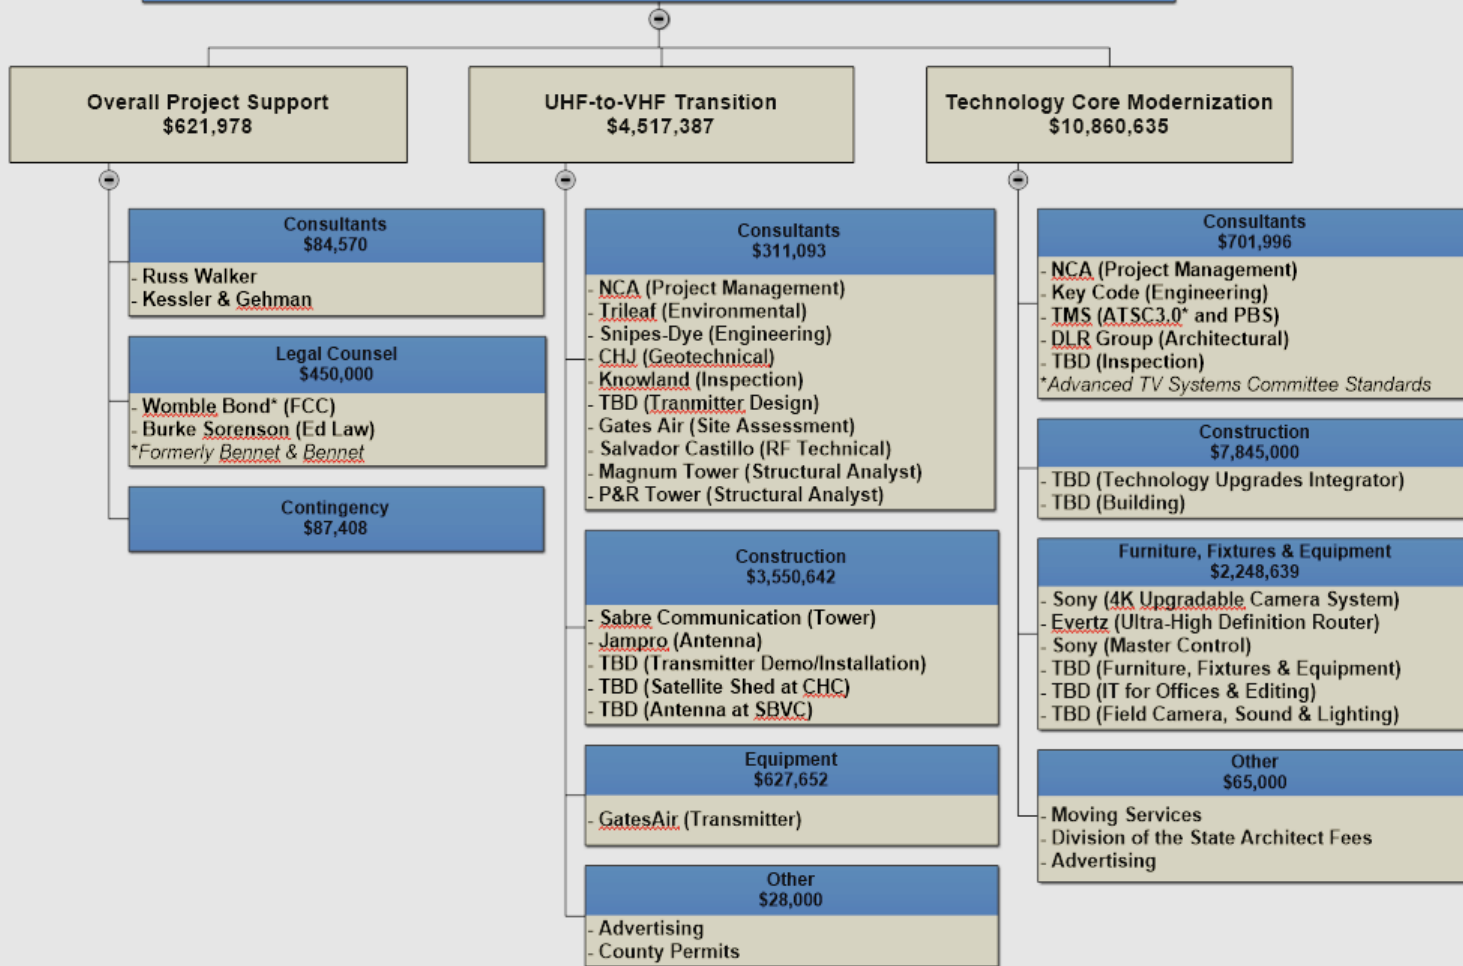 Overall Project Support
$621,978
UHF-to-VHF Transition
$4,517,387
Technology Core Modernization
$10,860,635
Consultants
$84,570
- Russ Walker
- Kessler & Gehman
Legal Counsel
$450,000
- Womble Bond* (FCC)
- Burke Sorenson (Ed Law)
*Formerly Bennet & Bennet
Contingency
$87,408
Consultants
$311,093
- NCA (Project Management)
- Trileaf (Environmental)
- Snipes-Dye (Engineering)
- CHJ (Geotechnical)
- Knowland (Inspection)
- TBD (Tranmitter Design)
- Gates Air (Site Assessment)
- Salvador Castillo (RF Technical)
- Magnum Tower (Structural Analyst)
- P&R Tower (Structural Analyst)
Construction
$3,550,642
- Sabre Communication (Tower)
- Jampro (Antenna)
- TBD (Transmitter Demo/Installation)
- TBD (Satellite Shed at CHC)
- TBD (Antenna at SBVC)
Equipment
$627,652
- GatesAir (Transmitter)
Other
$28,000
- Advertising
- County Permits
Consultants
$701,996
- NCA (Project Management)
- Key Code (Engineering)
- TMS (ATSC3.0* and PBS)
- DLR Group (Architectural)
- TBD (Inspection)
*Advanced TV Systems Committee Standards
Construction
$7,845,000
- TBD (Technology Upgrades Integrator)
- TBD (Building)
Furniture, Fixtures & Equipment
$2,248,639
- Sony (4K Upgradable Camera System)
- Evertz (Ultra-High Definition Router)
- Sony (Master Control)
- TBD (Furniture, Fixtures & Equipment)
- TBD (IT for Offices & Editing)
- TBD (Field Camera, Sound & Lighting)
Other
$65,000
- Moving Services
- Division of the State Architect Fees
- Advertising